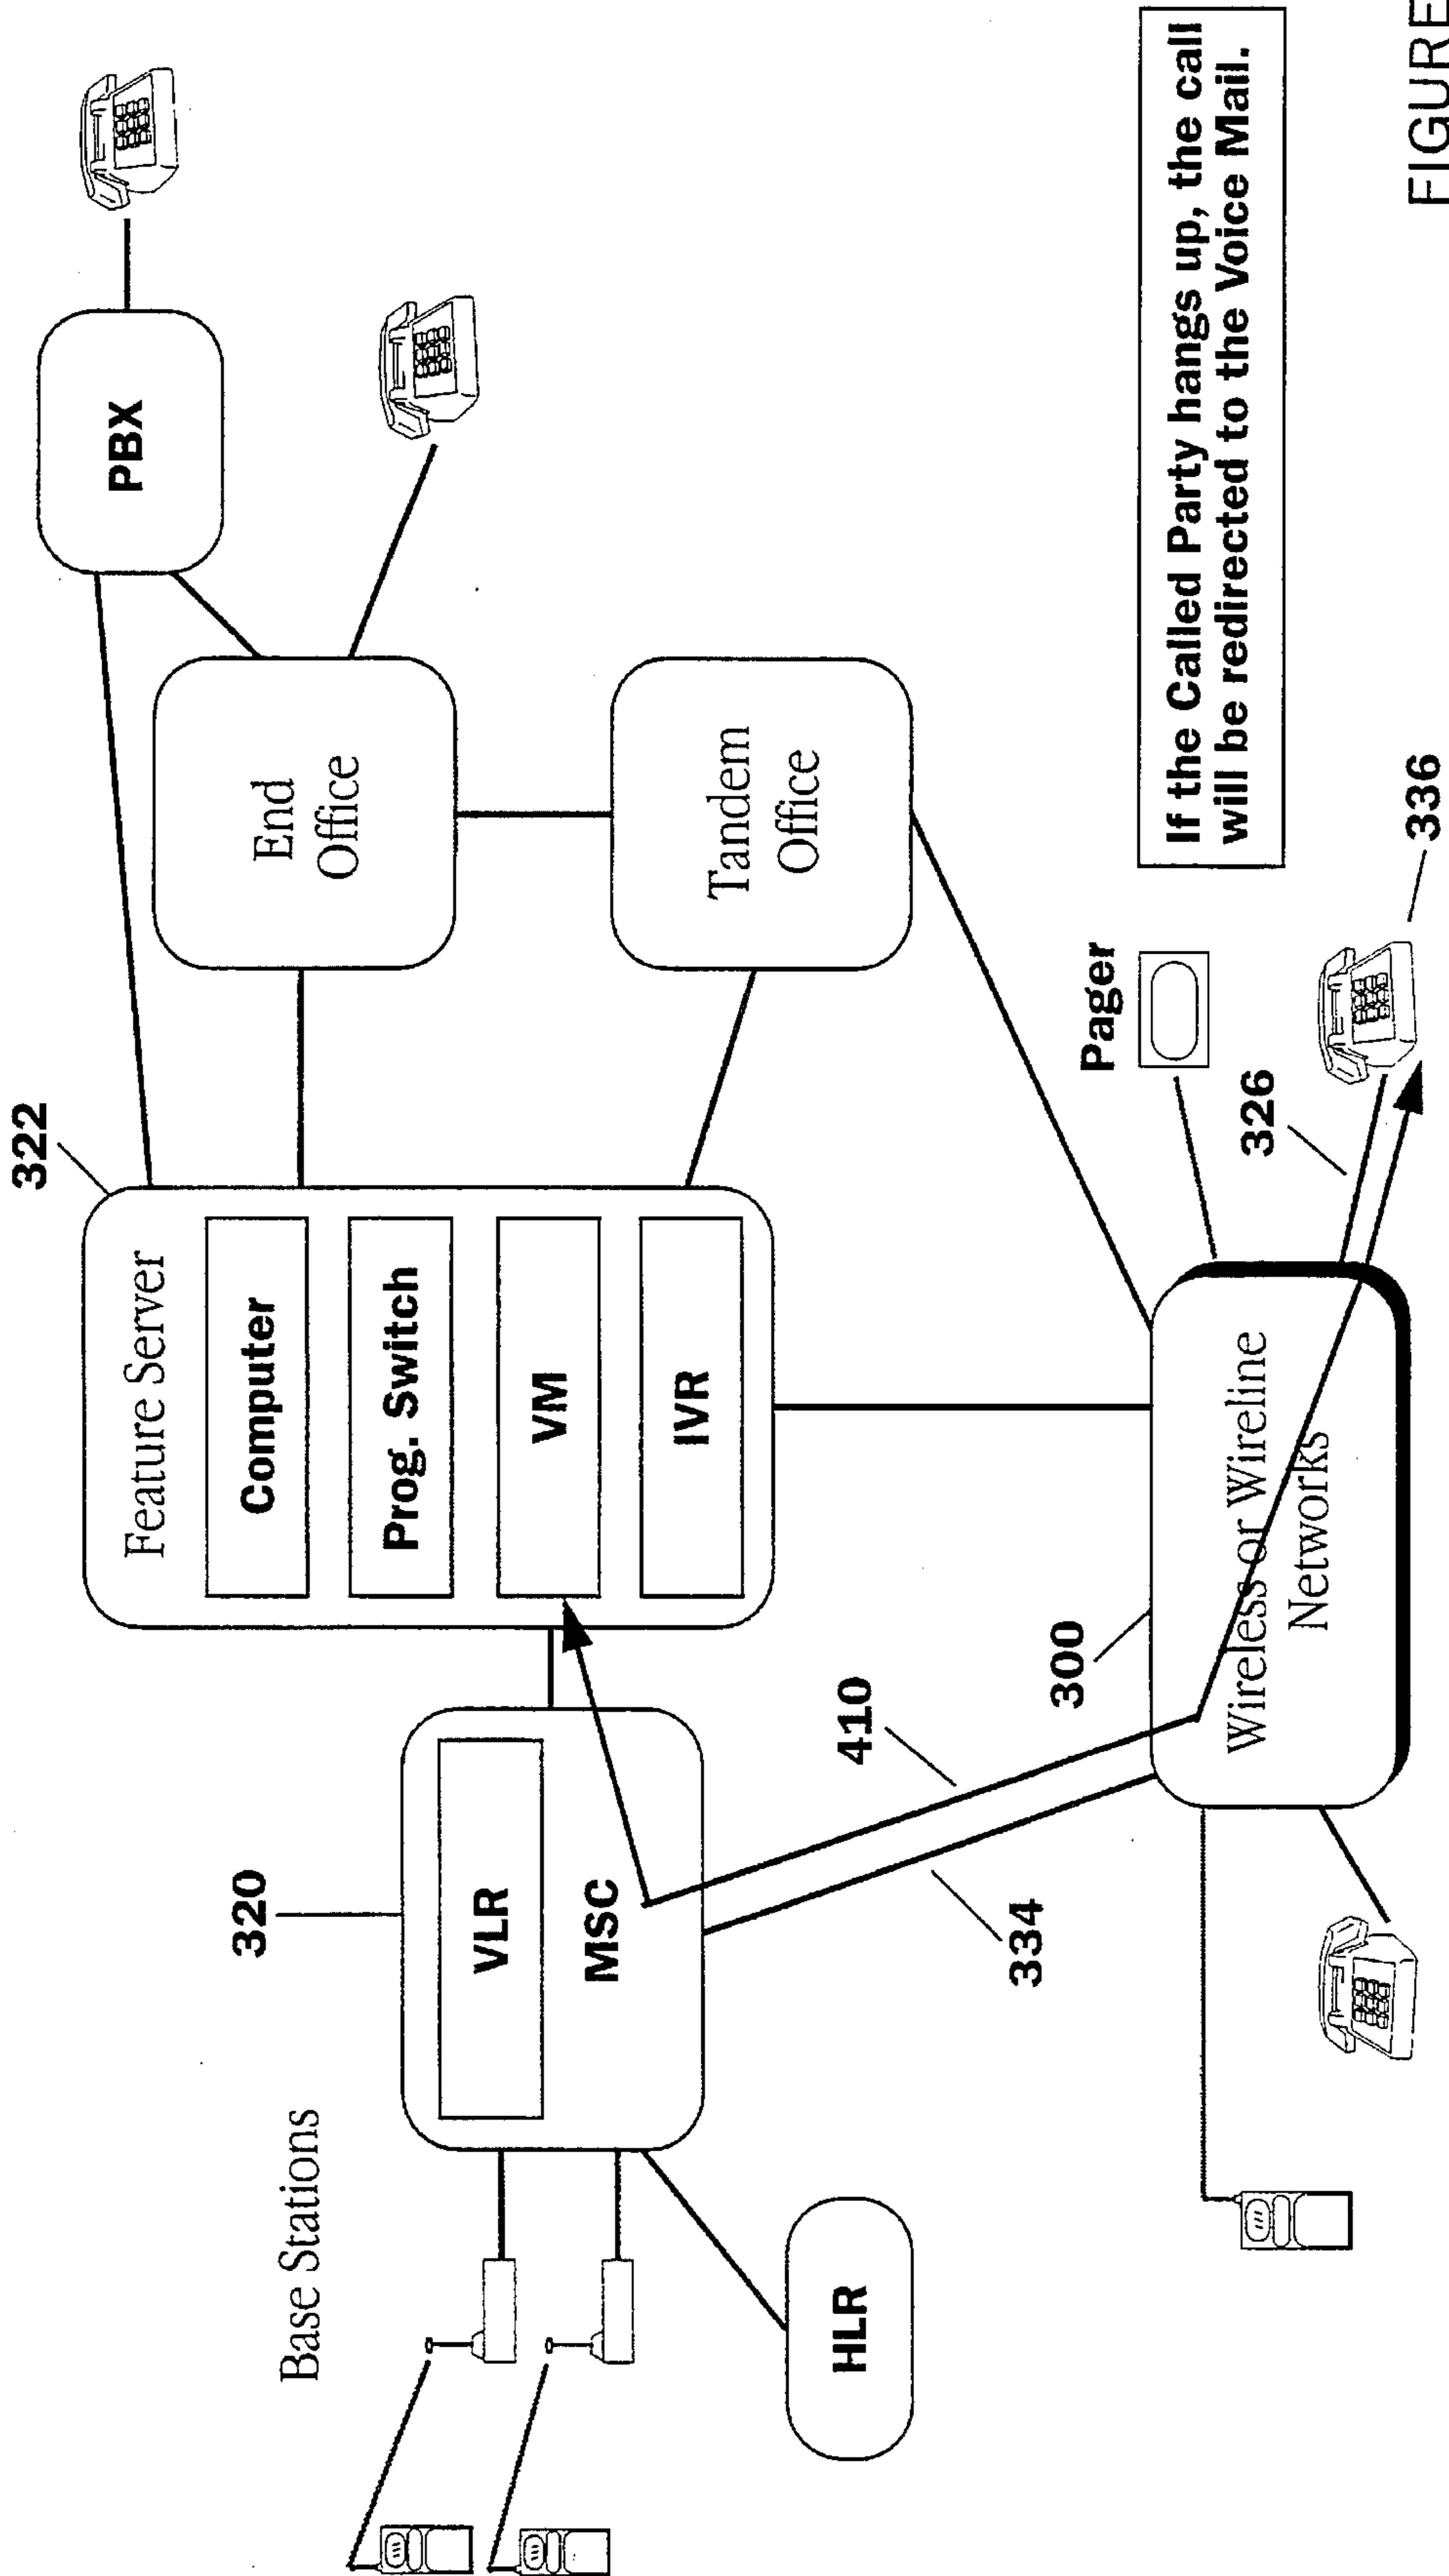 322
Feature Server
Computer
Prog. Switch
VM
IVR
PBX
End
Office
Tandem
Office
320
VLR
MSC
Base Stations
HLR
410
334
300
Wireless or Wireline
Networks
Pager
326
336
If the Called Party hangs up, the call
will be redirected to the Voice Mail.
FIGURE